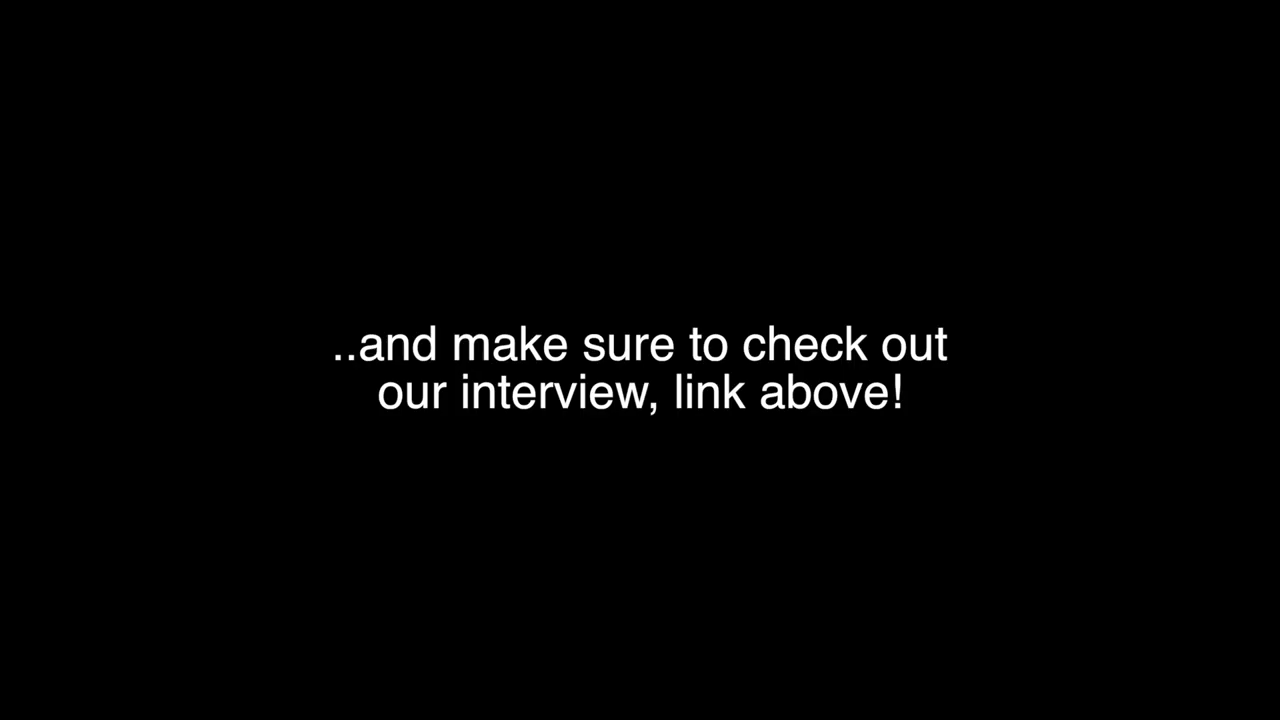 ..and make sure to check out
our interview, link above!